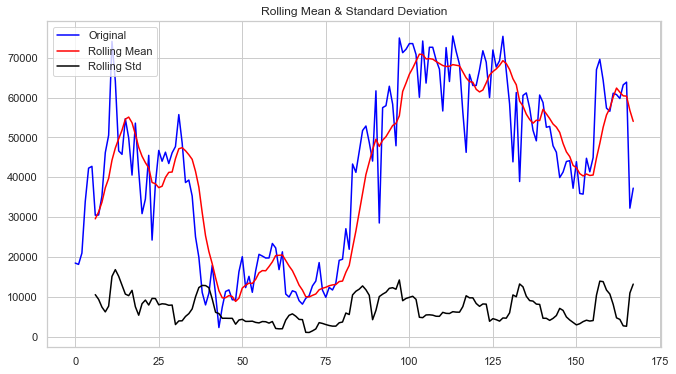 Rolling Mean & Standard Deviation
Original
Rolling Mean
Rolling Std
70000
60000
50000
40000
30000
20000
10000
0
0 25 50 75 100 125 150 175